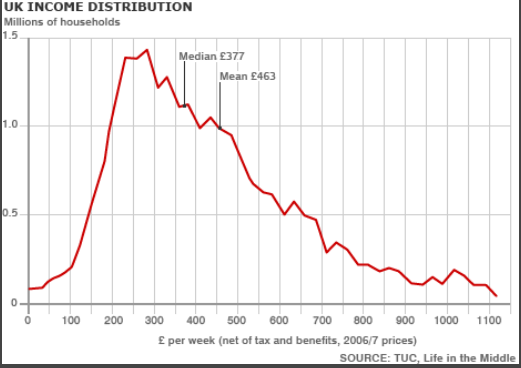 UK INCOME DISTRIBUTION
Millions of households
1.5
Median £377
Mean £463
1.0
0.5
0
0 100 200 300 400 500 600 700 800 900 1000 1100
£ per week (net of tax and benefits, 2006/7 prices)
SOURCE: TUC, Life in the Middle